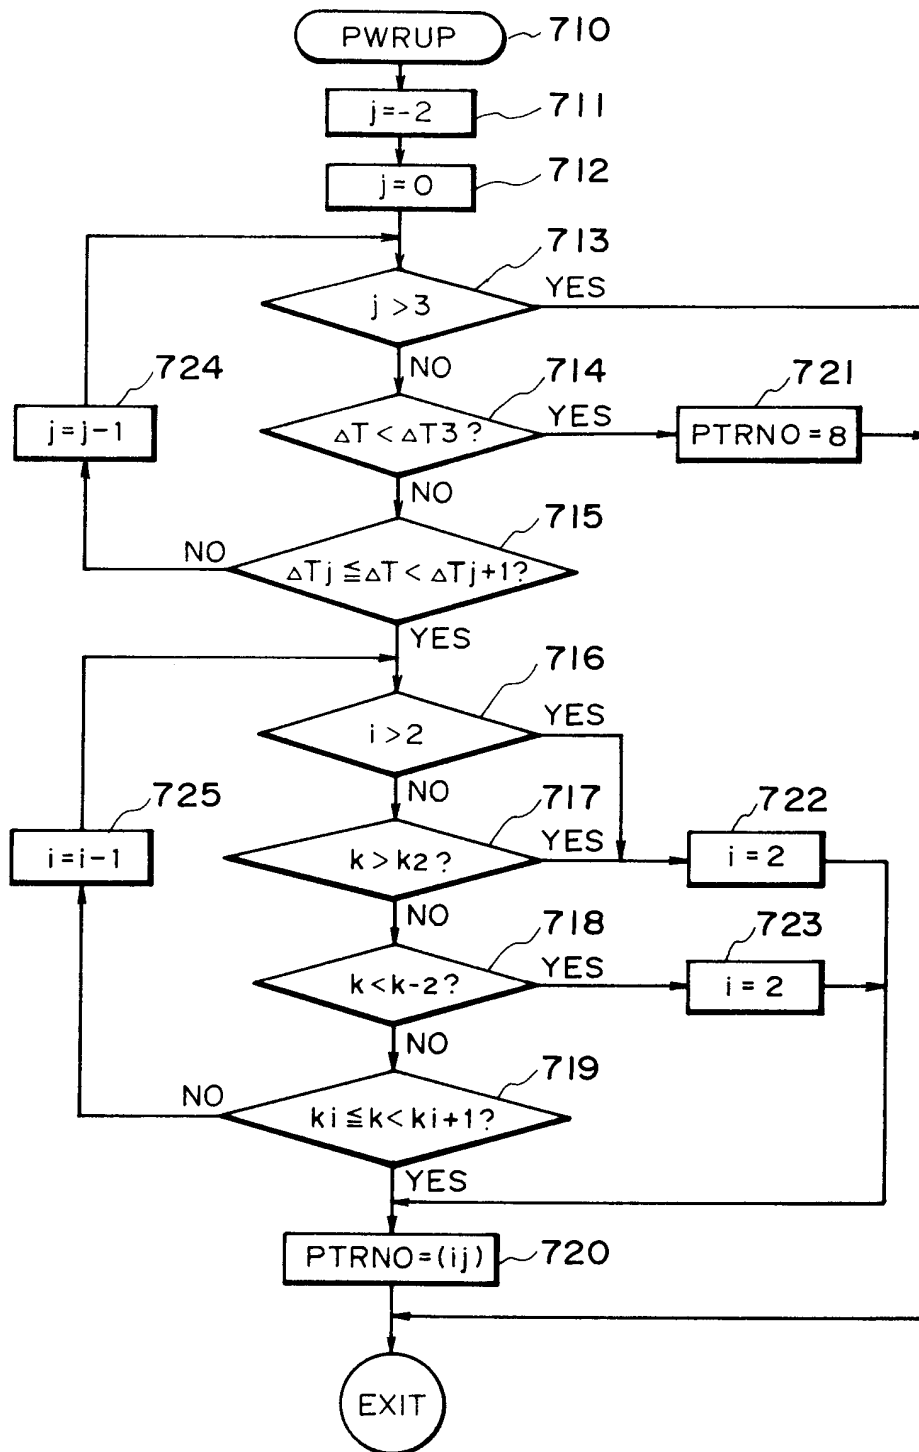 PWRUP 710
j=-2 711
j=0 712
713
j>3 YES
NO
724
j=j-1
714
ΔT<ΔT3? YES
721
PTRNO=8
NO
715
NO ΔTj≦ΔT<ΔTj+1?
YES
716
i>2 YES
NO
725
i=i-1
717
k>k2? YES
722
i=2
NO
718
k<k-2? YES
723
i=2
NO
719
NO ki≦k<ki+1?
YES
PTRNO=(ij) 720
EXIT